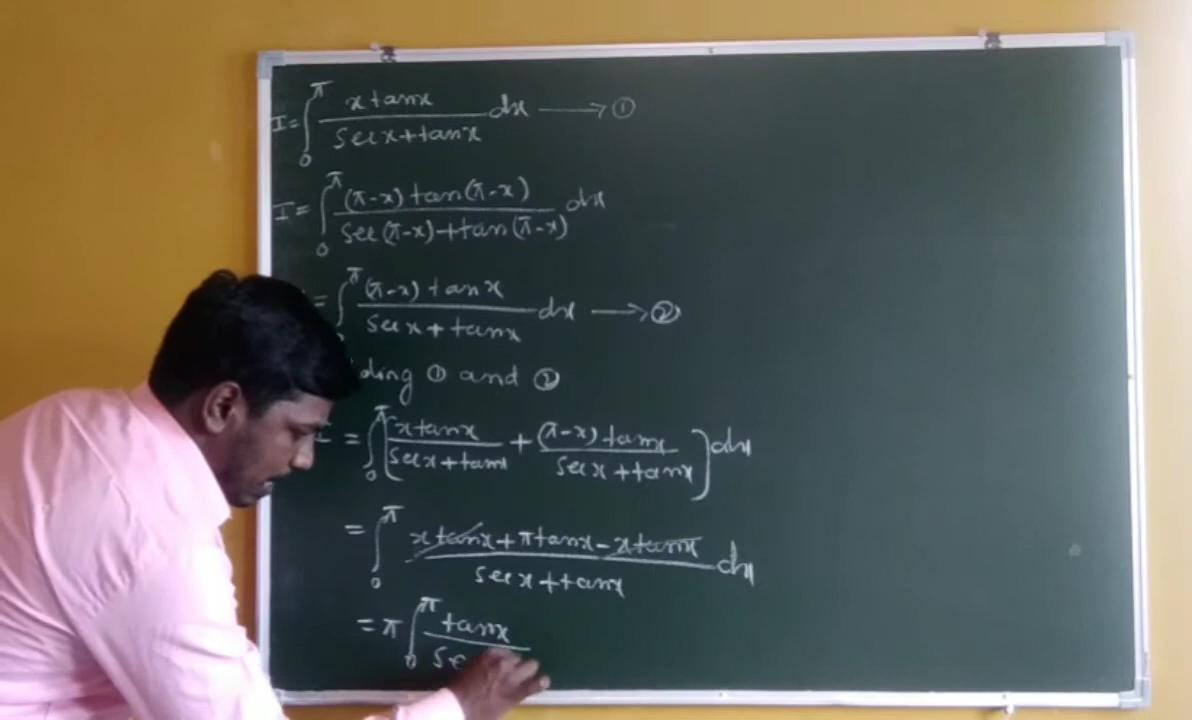 I = ∫₀^π (x tanx)/(secx+tanx) dx ⟶ ①
I = ∫₀^π ((π-x) tan(π-x))/(sec(π-x)+tan(π-x)) dx
= ∫₀^π ((π-x) tanx)/(secx+tanx) dx ⟶ ②
ding ① and ②
I = ∫₀^π [(x tanx)/(secx+tanx) + ((π-x) tanx)/(secx+tanx)] dx
= ∫₀^π (x tanx + π tanx - x tanx)/(secx+tanx) dx
= π ∫₀^π tanx/se